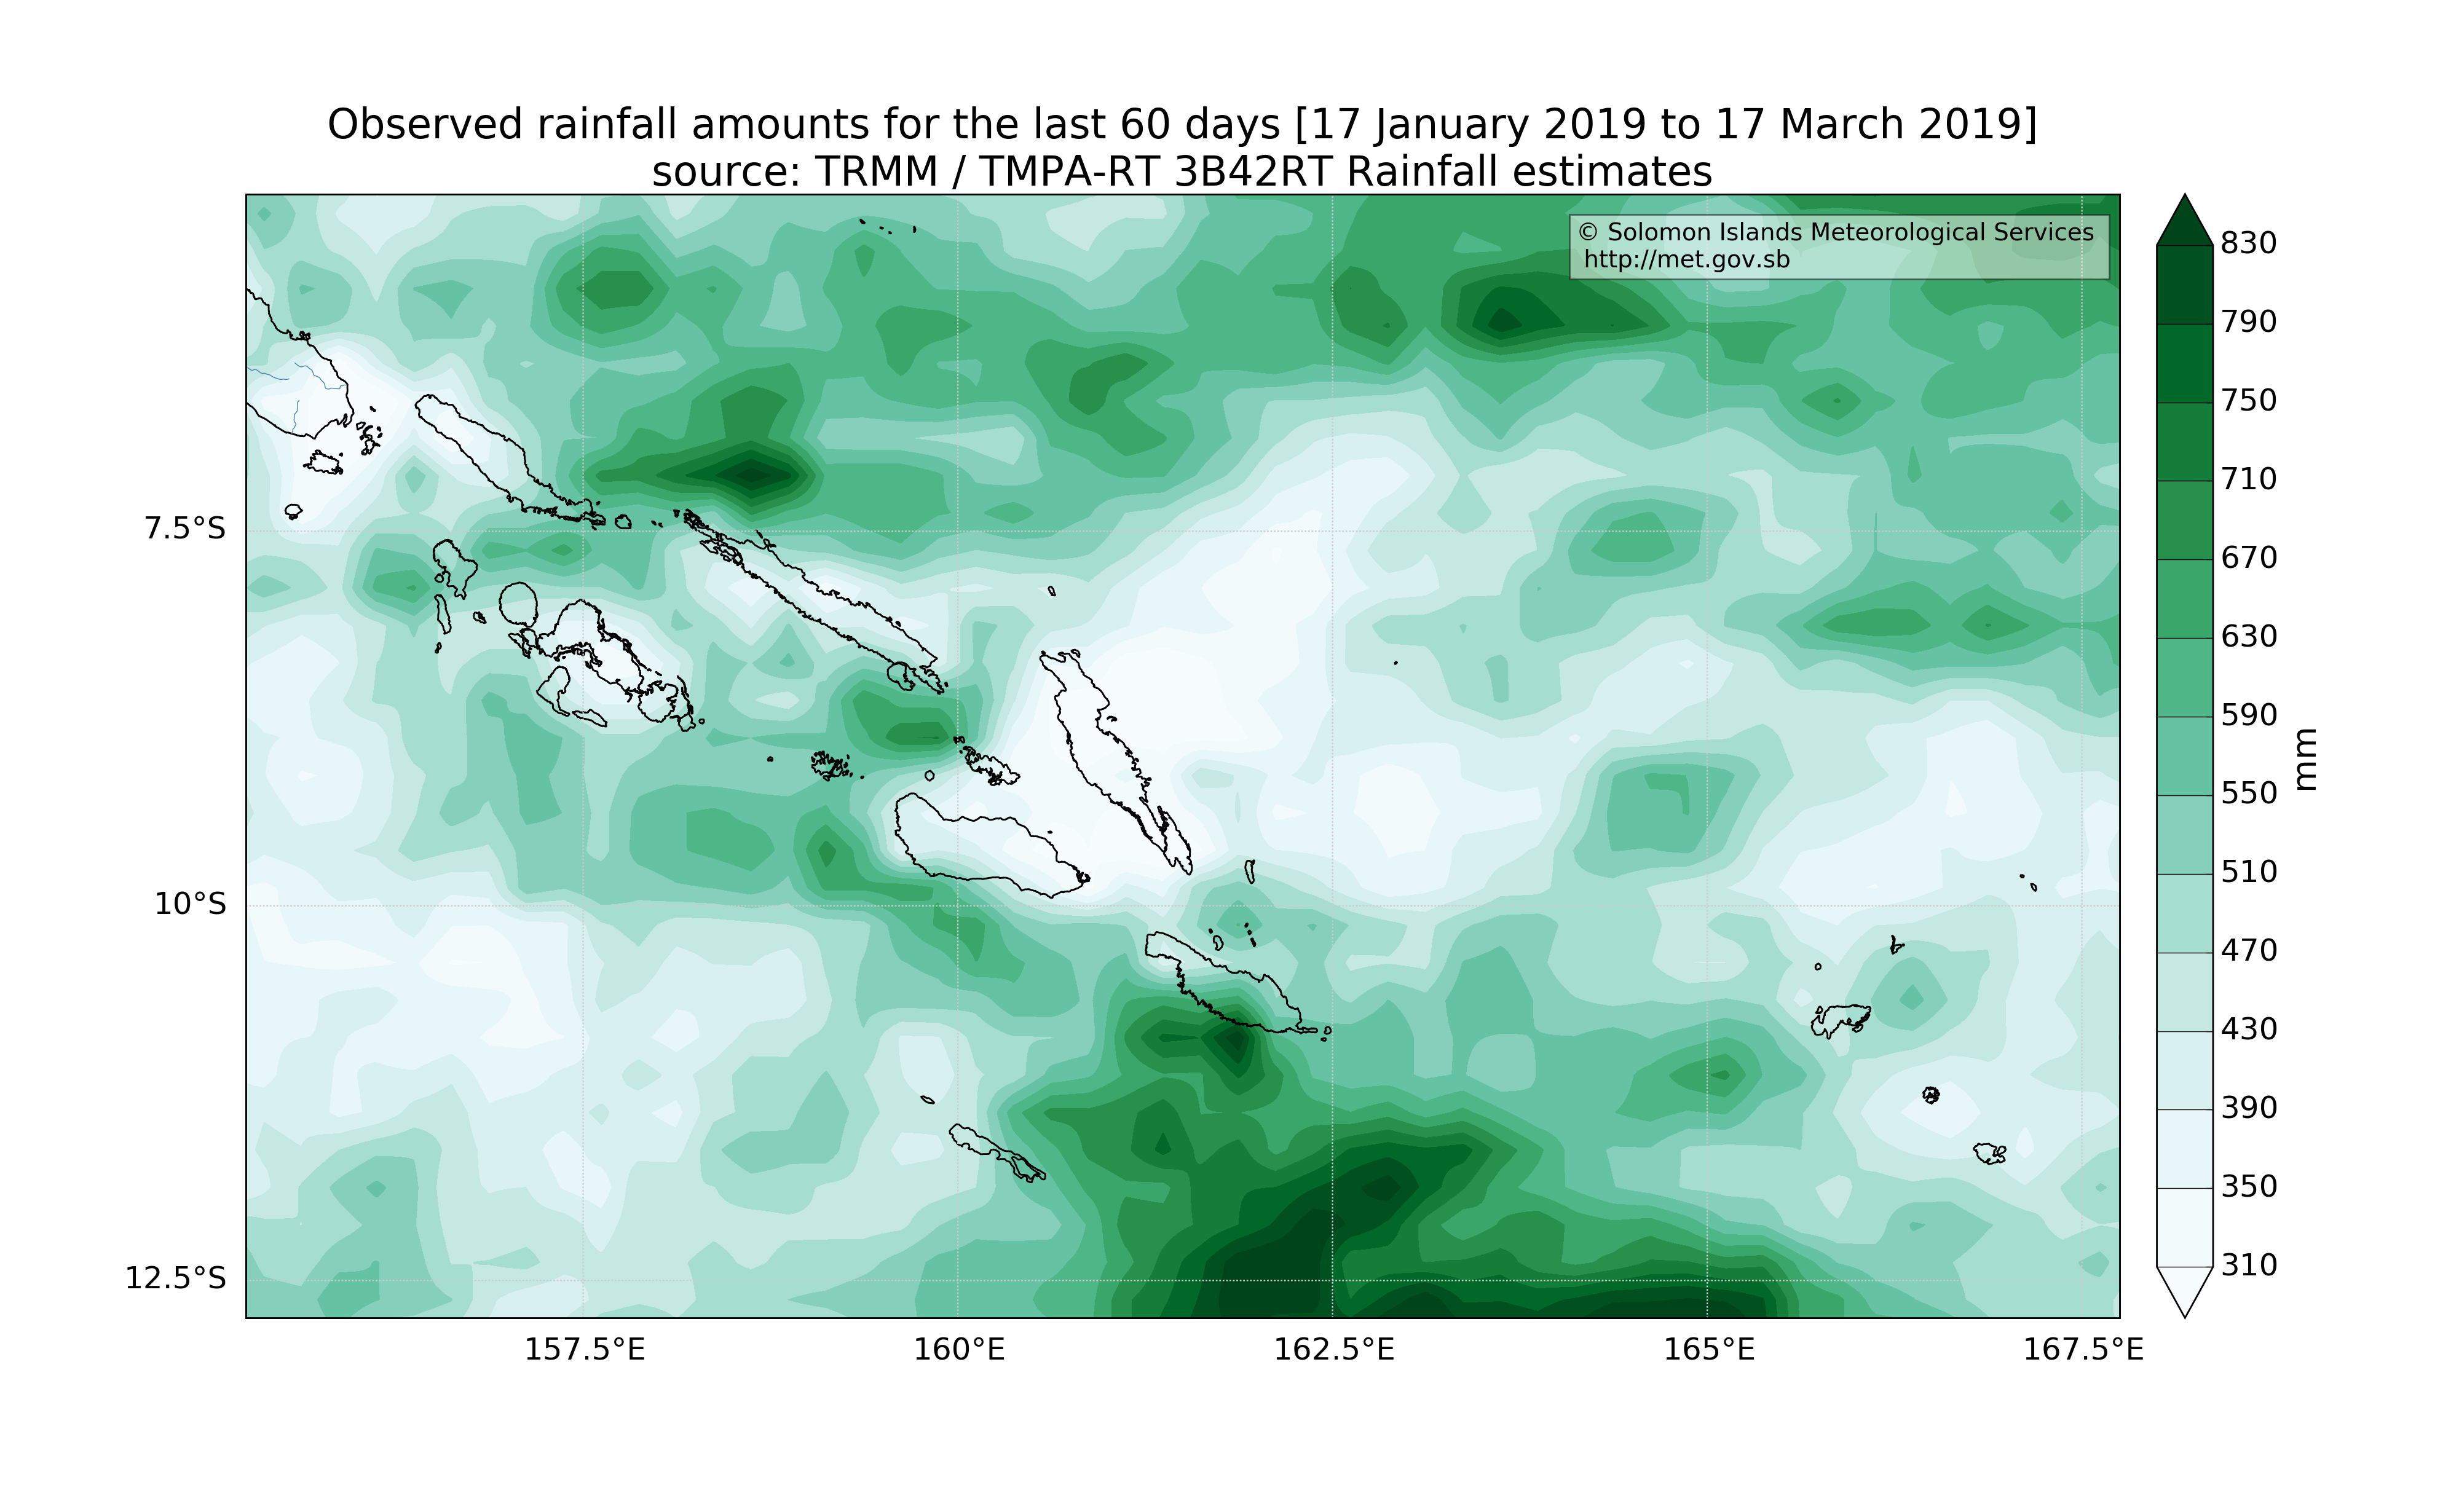 Observed rainfall amounts for the last 60 days [17 January 2019 to 17 March 2019]
source: TRMM / TMPA-RT 3B42RT Rainfall estimates
© Solomon Islands Meteorological Services
http://met.gov.sb
7.5°S
10°S
12.5°S
157.5°E
160°E
162.5°E
165°E
167.5°E
830
790
750
710
670
630
590
550
510
470
430
390
350
310
mm